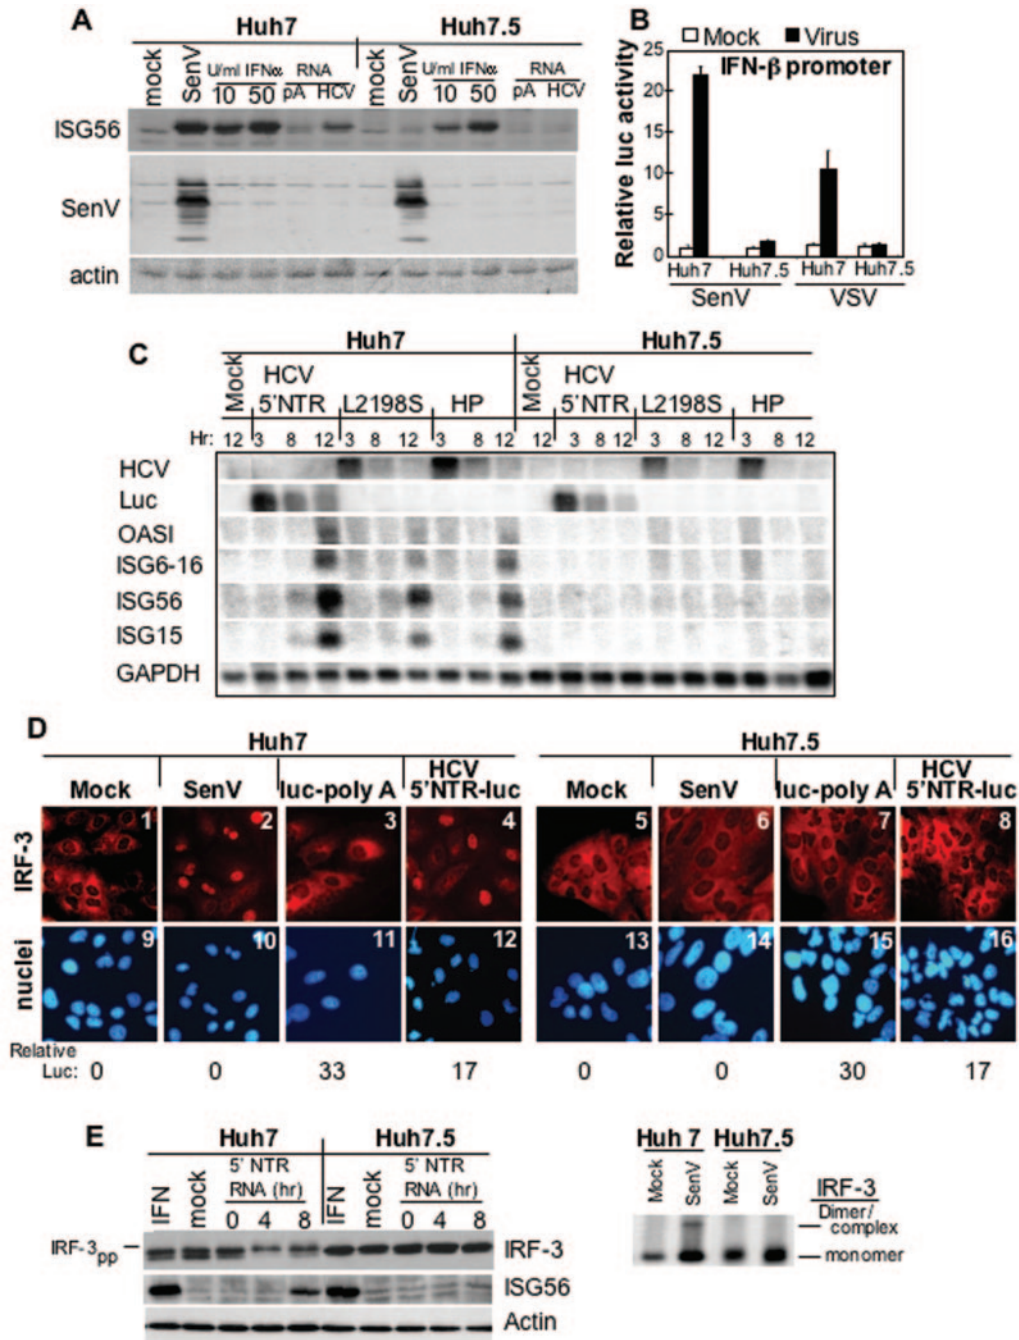 A
Huh7 Huh7.5
mock SenV U/ml IFNα RNA mock SenV U/ml IFNα RNA
10 50 pA HCV 10 50 pA HCV
ISG56
SenV
actin
B
Mock Virus
IFN-β promoter
Relative luc activity
25
20
15
10
5
0
Huh7 Huh7.5 Huh7 Huh7.5
SenV VSV
C
Huh7 Huh7.5
Mock HCV 5'NTR L2198S HP Mock HCV 5'NTR L2198S HP
Hr: 12 3 8 12 3 8 12 3 8 12 12 3 8 12 3 8 12 3 8 12
HCV
Luc
OASI
ISG6-16
ISG56
ISG15
GAPDH
D
Huh7 Huh7.5
Mock SenV luc-poly A HCV 5'NTR-luc Mock SenV luc-poly A HCV 5'NTR-luc
IRF-3 1 2 3 4 5 6 7 8
nuclei 9 10 11 12 13 14 15 16
Relative
Luc: 0 0 33 17 0 0 30 17
E
Huh7 Huh7.5
IFN mock 5' NTR RNA (hr) IFN mock 5' NTR RNA (hr)
0 4 8 0 4 8
IRF-3pp
IRF-3
ISG56
Actin
Huh 7 Huh7.5
Mock SenV Mock SenV
IRF-3
Dimer/
complex
monomer